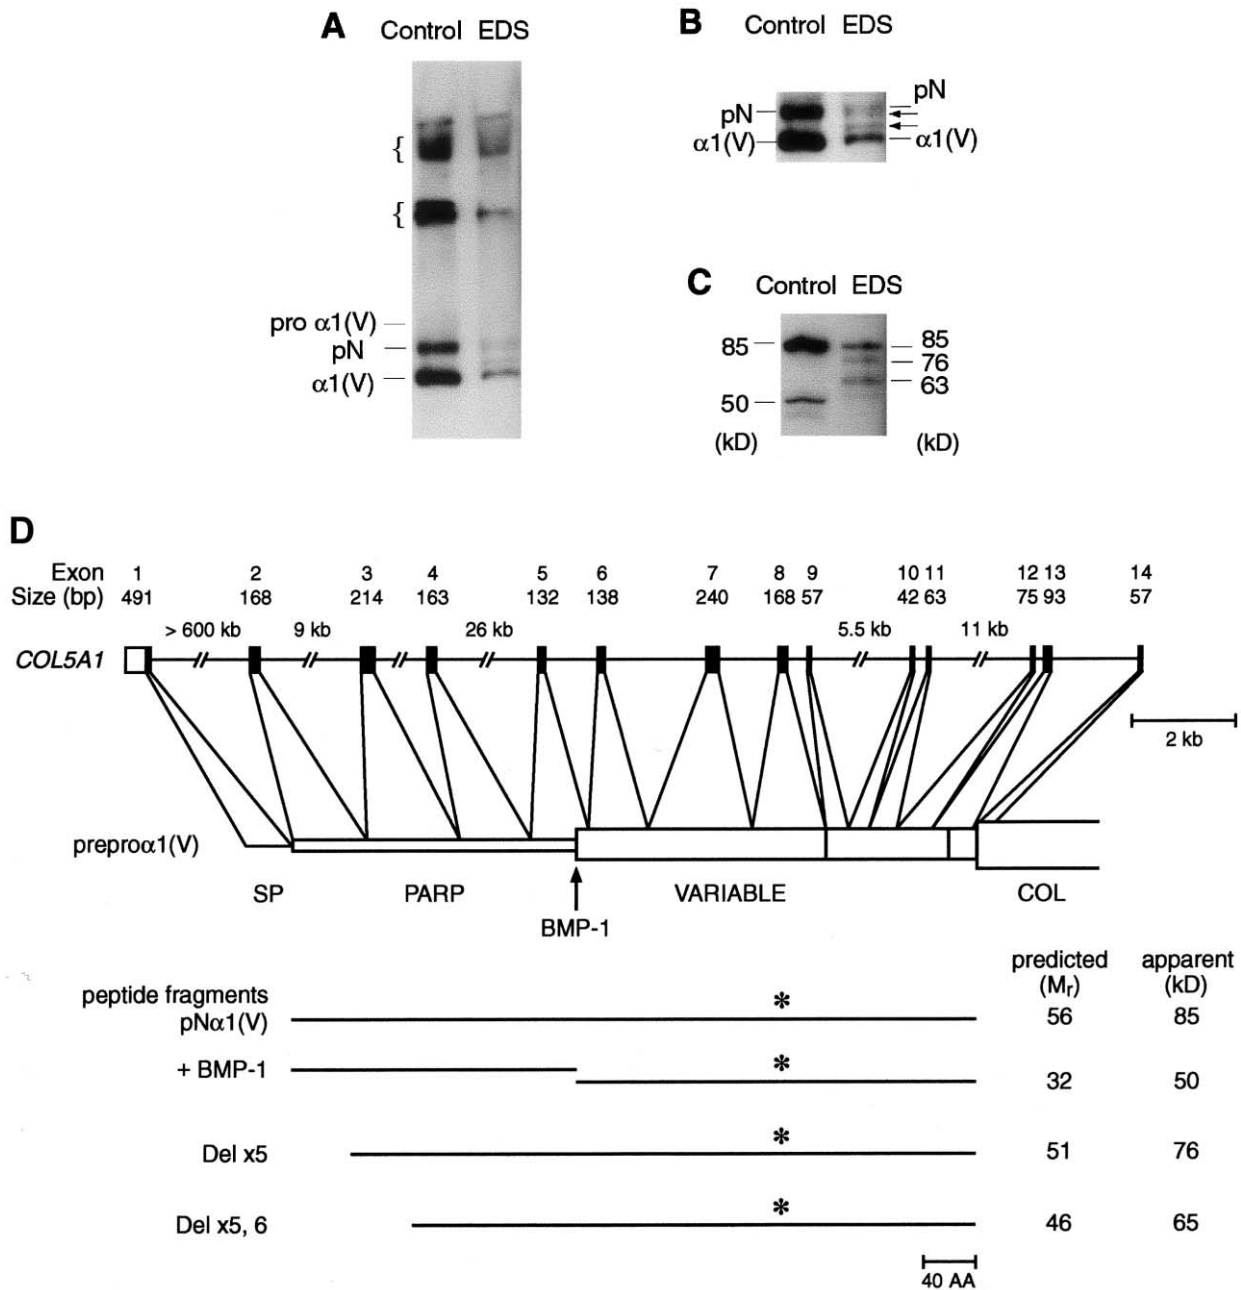 A
Control EDS
{
{
pro α1(V)
pN
α1(V)
B
Control EDS
pN
α1(V)
pN
α1(V)
C
Control EDS
85
50
(kD)
85
76
63
(kD)
D
Exon 1 2 3 4 5 6 7 8 9 10 11 12 13 14
Size (bp) 491 168 214 163 132 138 240 168 57 42 63 75 93 57
> 600 kb 9 kb 26 kb 5.5 kb 11 kb
COL5A1
2 kb
preproα1(V)
SP PARP VARIABLE COL
BMP-1
predicted apparent
(Mr) (kD)
peptide fragments
pNα1(V) * 56 85
+ BMP-1 * 32 50
Del x5 * 51 76
Del x5, 6 * 46 65
40 AA